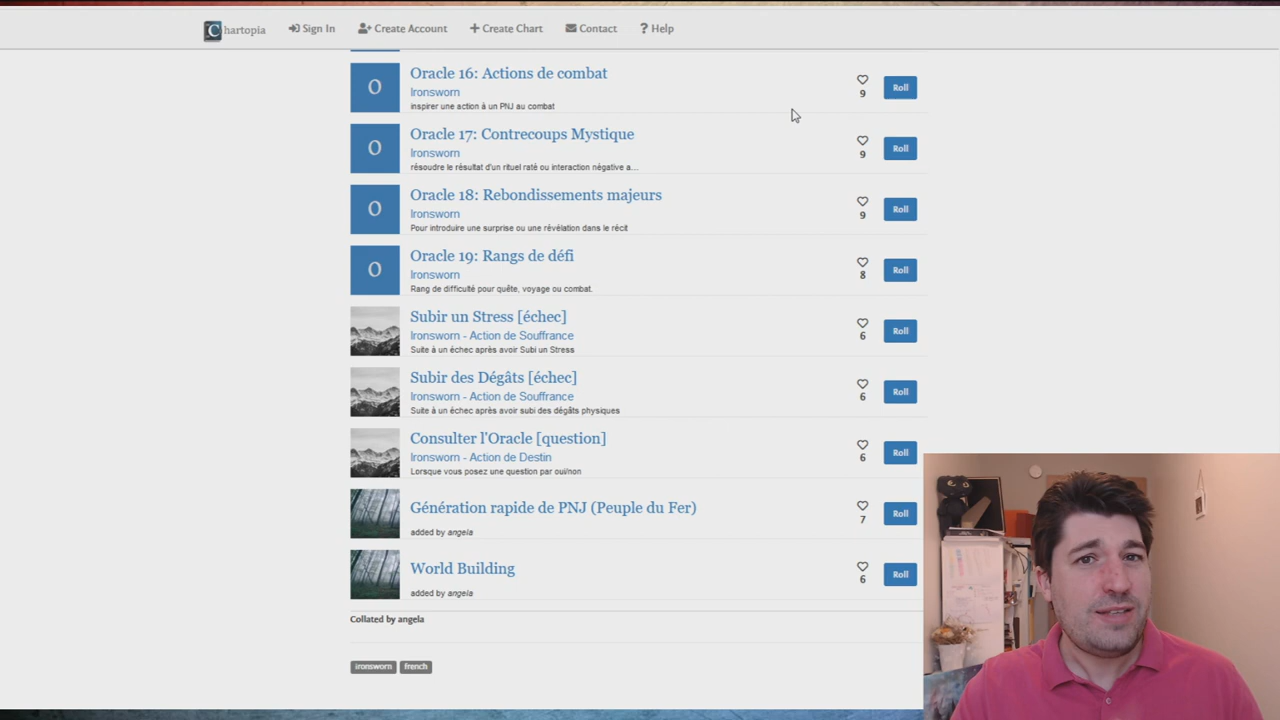 Chartopia Sign In Create Account Create Chart Contact Help
O
Oracle 16: Actions de combat
Ironsworn
inspirer une action à un PNJ au combat
9
Roll
O
Oracle 17: Contrecoups Mystique
Ironsworn
résoudre le résultat d'un rituel raté ou interaction négative a...
9
Roll
O
Oracle 18: Rebondissements majeurs
Ironsworn
Pour introduire une surprise ou une révélation dans le récit
9
Roll
O
Oracle 19: Rangs de défi
Ironsworn
Rang de difficulté pour quête, voyage ou combat.
8
Roll
Subir un Stress [échec]
Ironsworn - Action de Souffrance
Suite à un échec après avoir Subi un Stress
6
Roll
Subir des Dégâts [échec]
Ironsworn - Action de Souffrance
Suite à un échec après avoir subi des dégâts physiques
6
Roll
Consulter l'Oracle [question]
Ironsworn - Action de Destin
Lorsque vous posez une question par oui/non
6
Roll
Génération rapide de PNJ (Peuple du Fer)
added by angela
7
Roll
World Building
added by angela
6
Roll
Collated by angela
ironsworn french